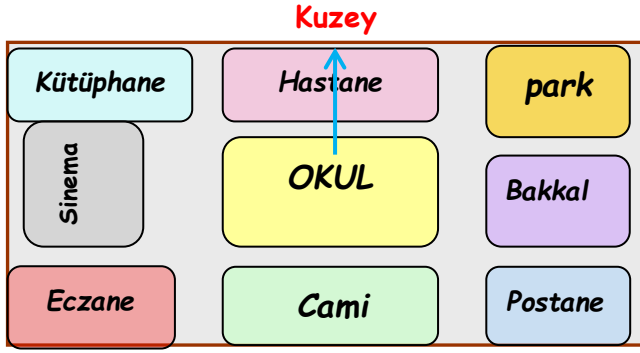 Kuzey
Kütüphane
Hastane
park
Sinema
OKUL
Bakkal
Eczane
Cami
Postane